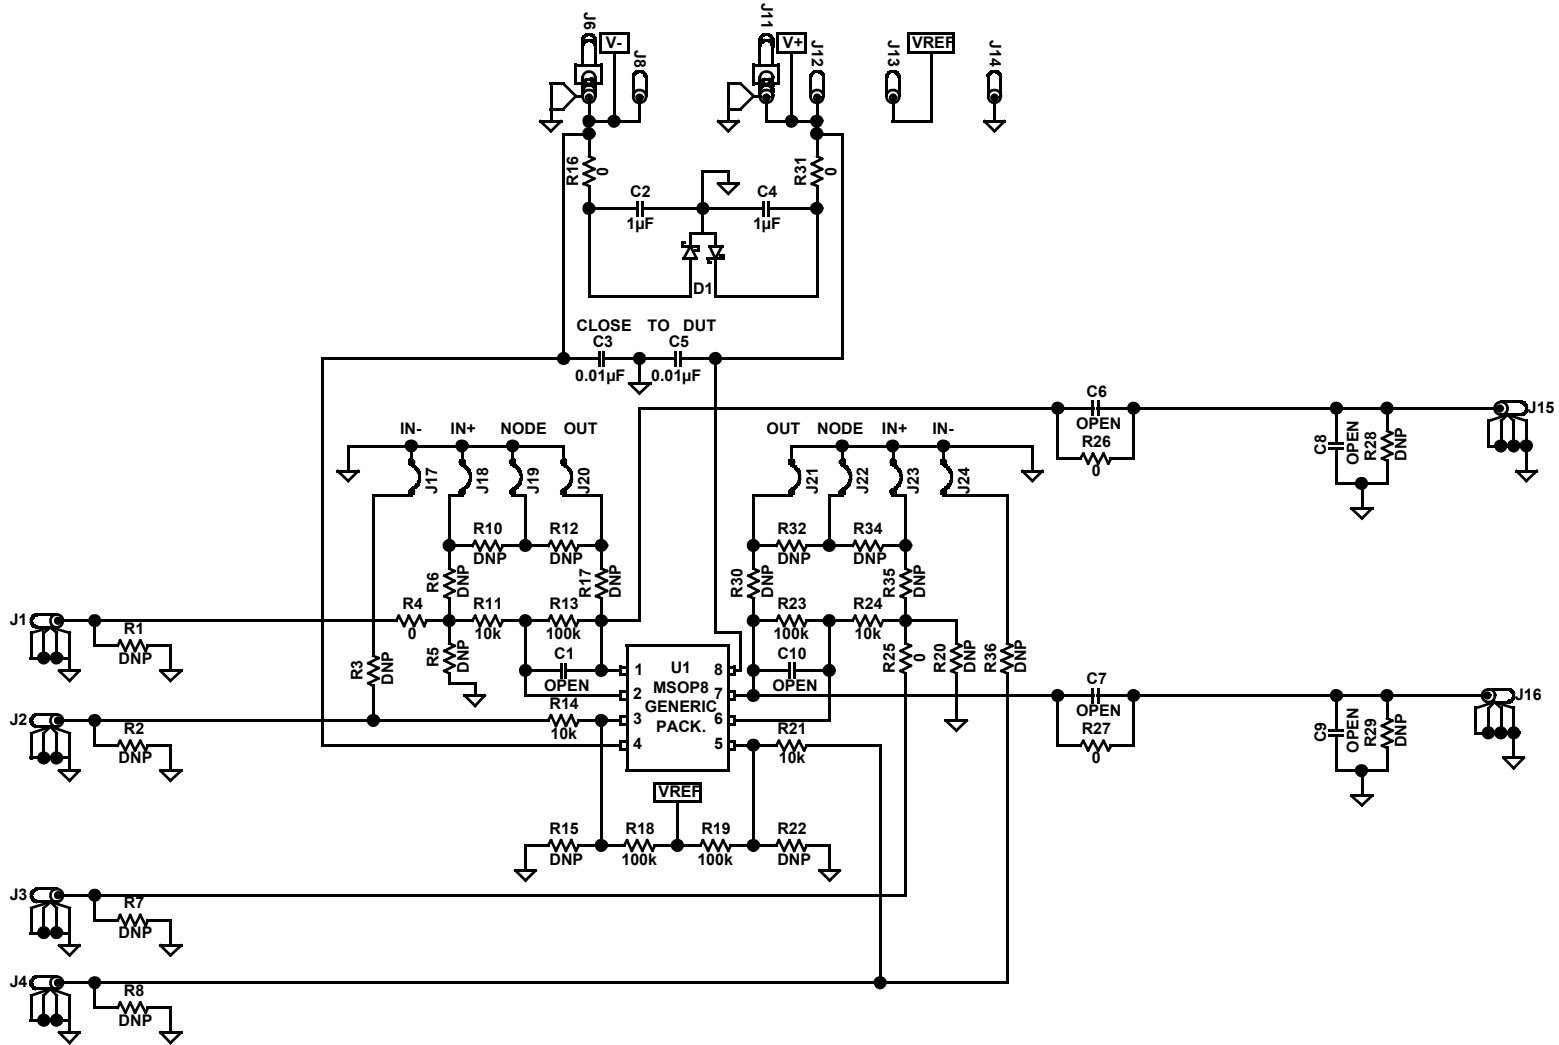 J6
V-
J8
J11
V+
J12
J13
VREF
J14
R16
0
R31
0
C2
1µF
C4
1µF
D1
CLOSE TO DUT
C3
0.01µF
C5
0.01µF
C6
OPEN
R26
0
C8
OPEN
R28
DNP
J15
IN- IN+ NODE OUT
OUT NODE IN+ IN-
J17
J18
J19
J20
J21
J22
J23
J24
R10
DNP
R12
DNP
R32
DNP
R34
DNP
R6
DNP
R17
DNP
R30
DNP
R35
DNP
J1
R1
DNP
R4
0
R11
10k
R13
100k
R23
100k
R24
10k
R3
DNP
R5
DNP
C1
OPEN
C10
OPEN
R25
0
R20
DNP
R36
DNP
U1
MSOP8
GENERIC
PACK.
1
2
3
4
8
7
6
5
J2
R2
DNP
R14
10k
R21
10k
C7
OPEN
R27
0
C9
OPEN
R29
DNP
J16
VREF
R15
DNP
R18
100k
R19
100k
R22
DNP
J3
R7
DNP
J4
R8
DNP